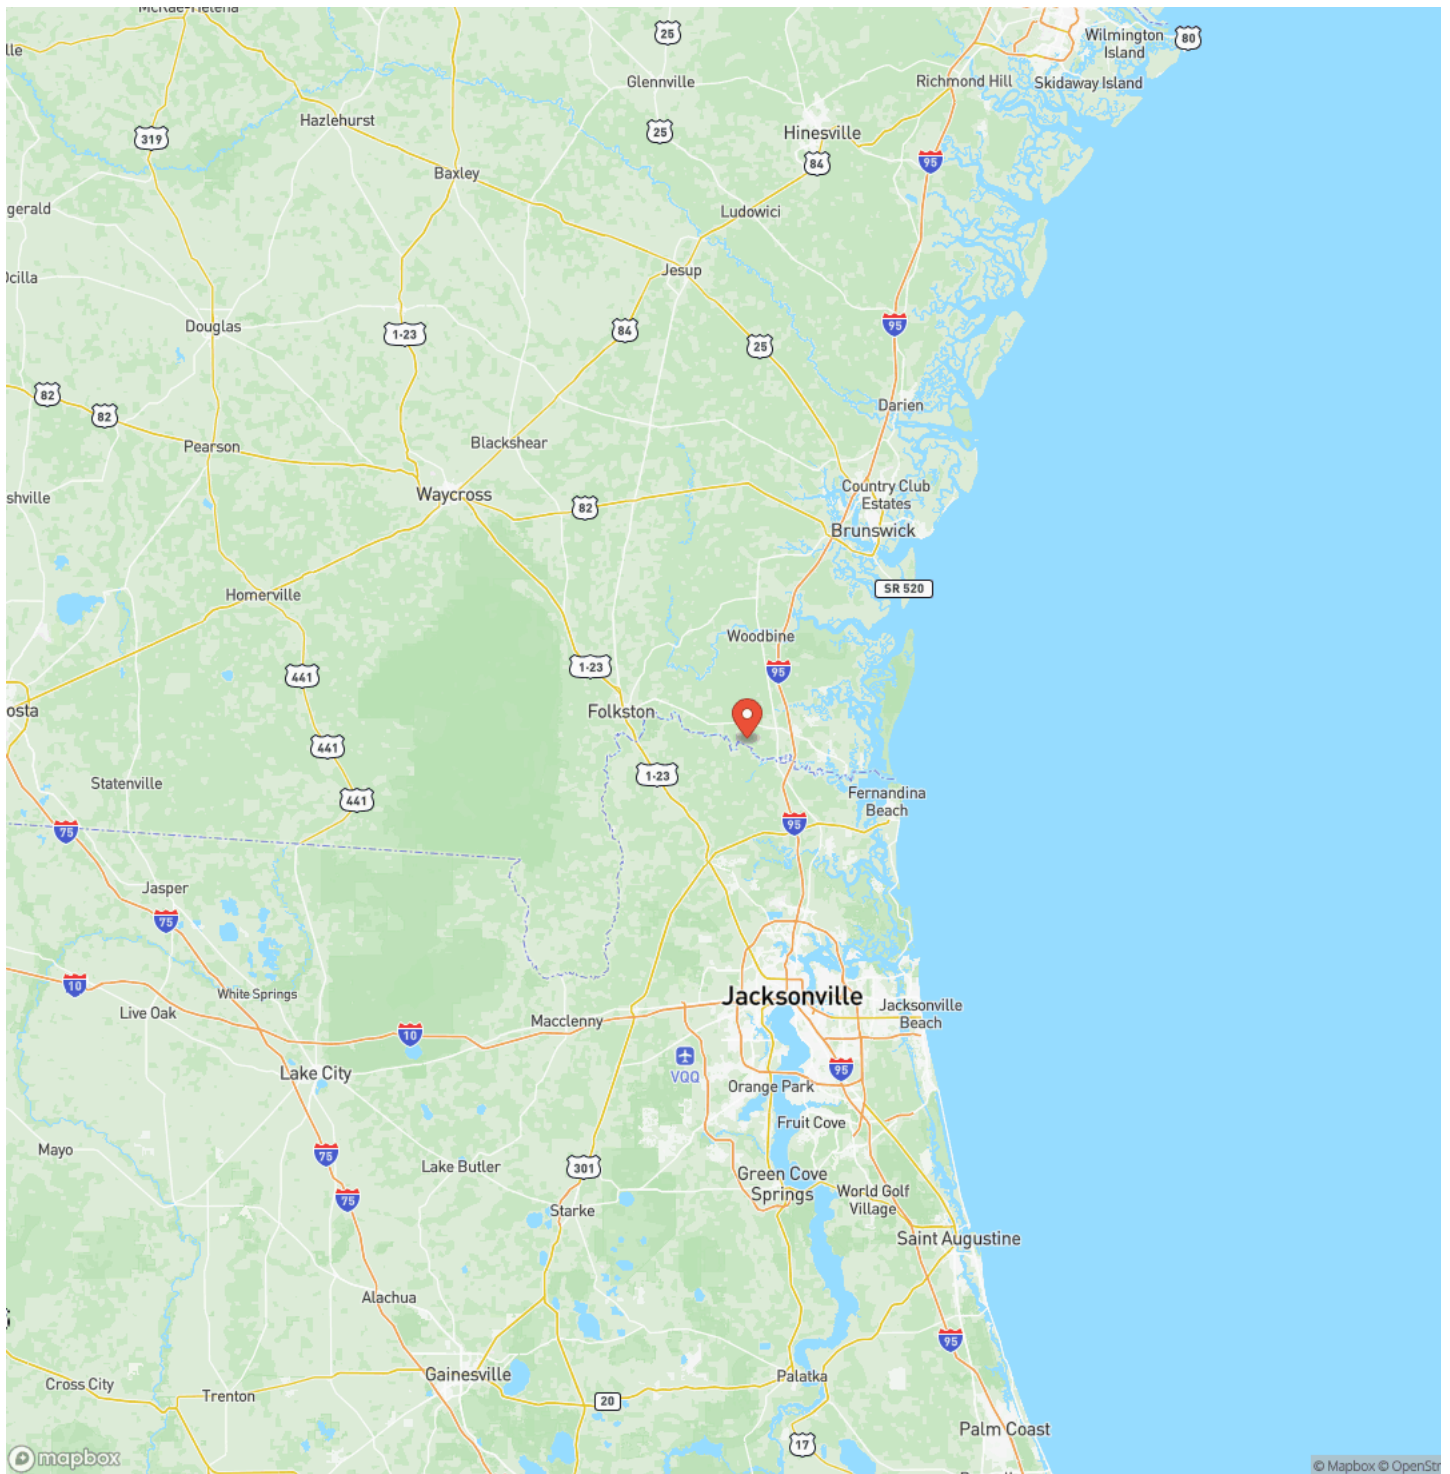 McRae-Helena
25
Wilmington
Island
80
lle
Glennville
Richmond Hill
Skidaway Island
Hazlehurst
319
25
Hinesville
84
95
Baxley
gerald
Ludowici
Ocilla
Jesup
Douglas
1-23
84
95
25
82
82
Darien
Pearson
Blackshear
shville
Waycross
82
Country Club
Estates
Brunswick
SR 520
Homerville
Woodbine
441
1-23
95
osta
Folkston
441
1-23
Statenville
441
Fernandina
Beach
75
95
Jasper
75
10
White Springs
Jacksonville
Jacksonville
Beach
Live Oak
Macclenny
10
VQQ
Lake City
95
Orange Park
Fruit Cove
Mayo
75
Lake Butler
301
Green Cove
Springs
75
World Golf
Village
Starke
Saint Augustine
Alachua
95
Gainesville
Cross City
Trenton
Palatka
20
Palm Coast
17
mapbox
© Mapbox © OpenStr